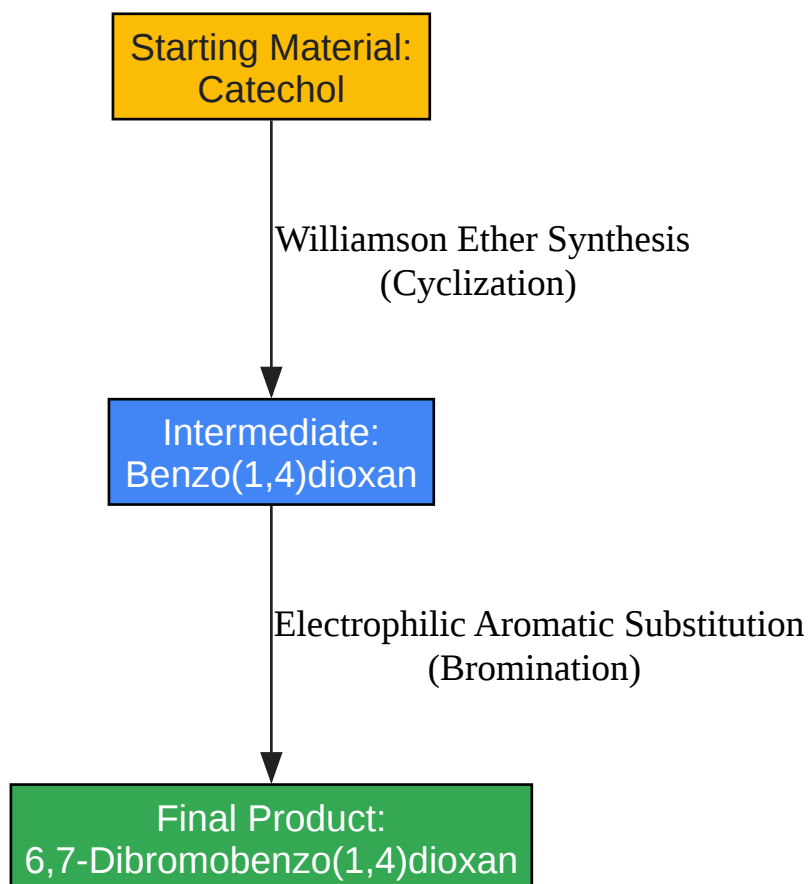 Starting Material:
Catechol
Williamson Ether Synthesis
(Cyclization)
Intermediate:
Benzo(1,4)dioxan
Electrophilic Aromatic Substitution
(Bromination)
Final Product:
6,7-Dibromobenzo(1,4)dioxan